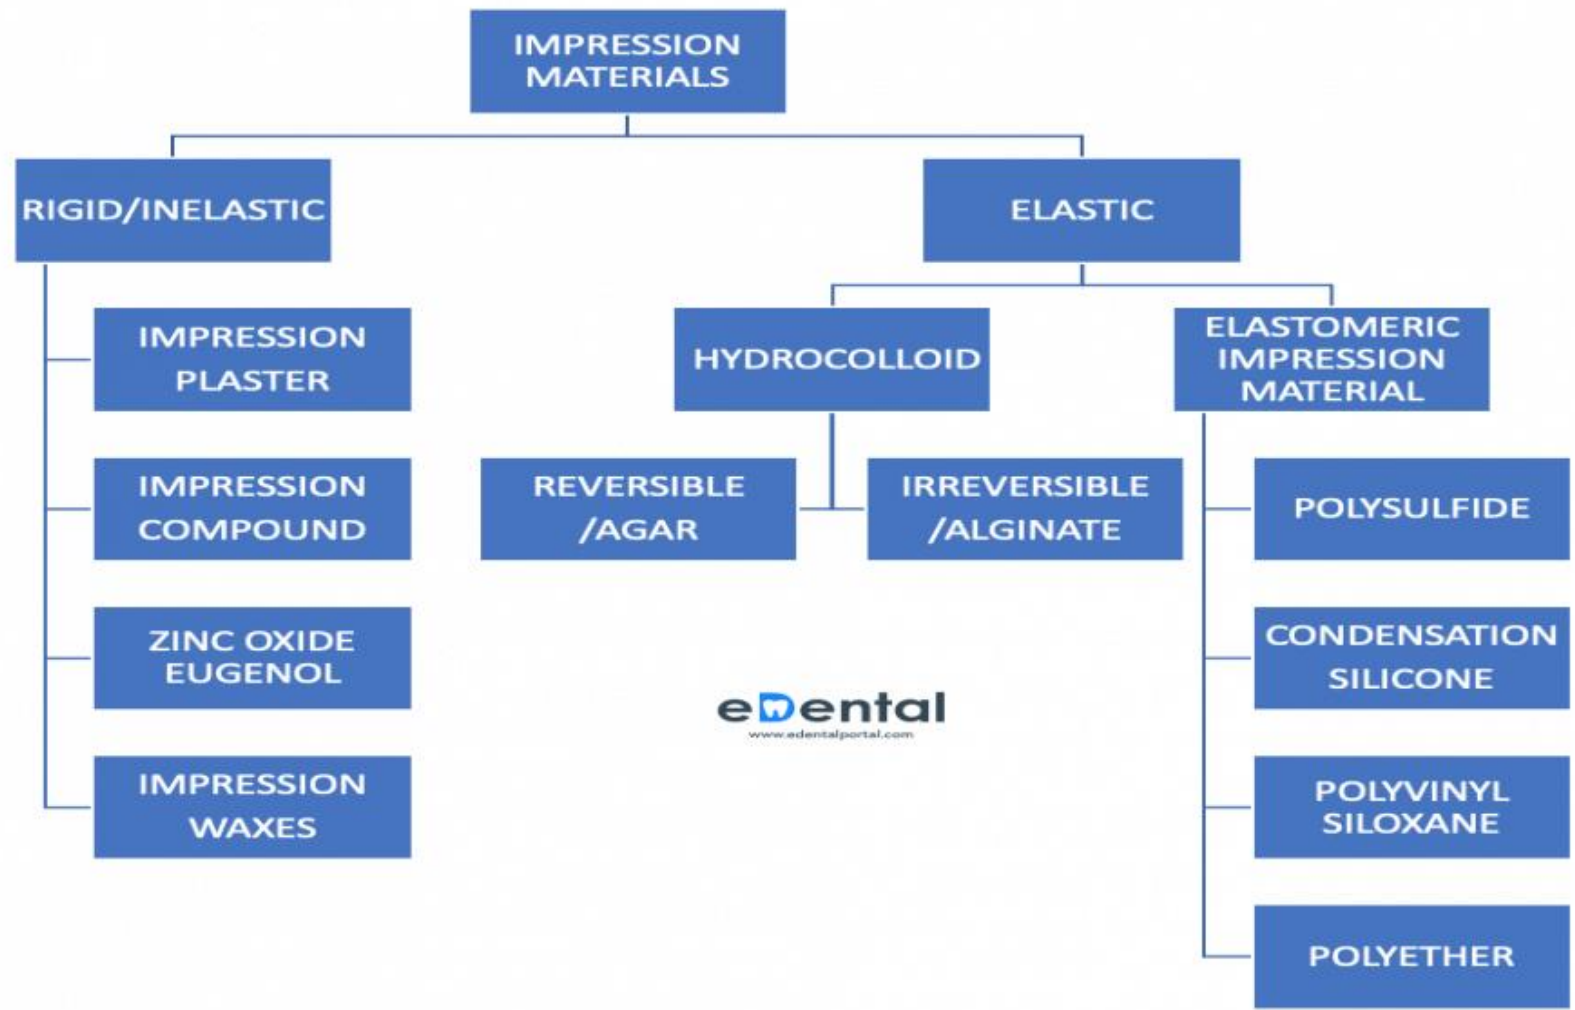 IMPRESSION
MATERIALS
RIGID/INELASTIC
ELASTIC
IMPRESSION
PLASTER
HYDROCOLLOID
ELASTOMERIC
IMPRESSION
MATERIAL
IMPRESSION
COMPOUND
REVERSIBLE
/AGAR
IRREVERSIBLE
/ALGINATE
POLYSULFIDE
ZINC OXIDE
EUGENOL
CONDENSATION
SILICONE
eDental
www.edentalportal.com
IMPRESSION
WAXES
POLYVINYL
SILOXANE
POLYETHER